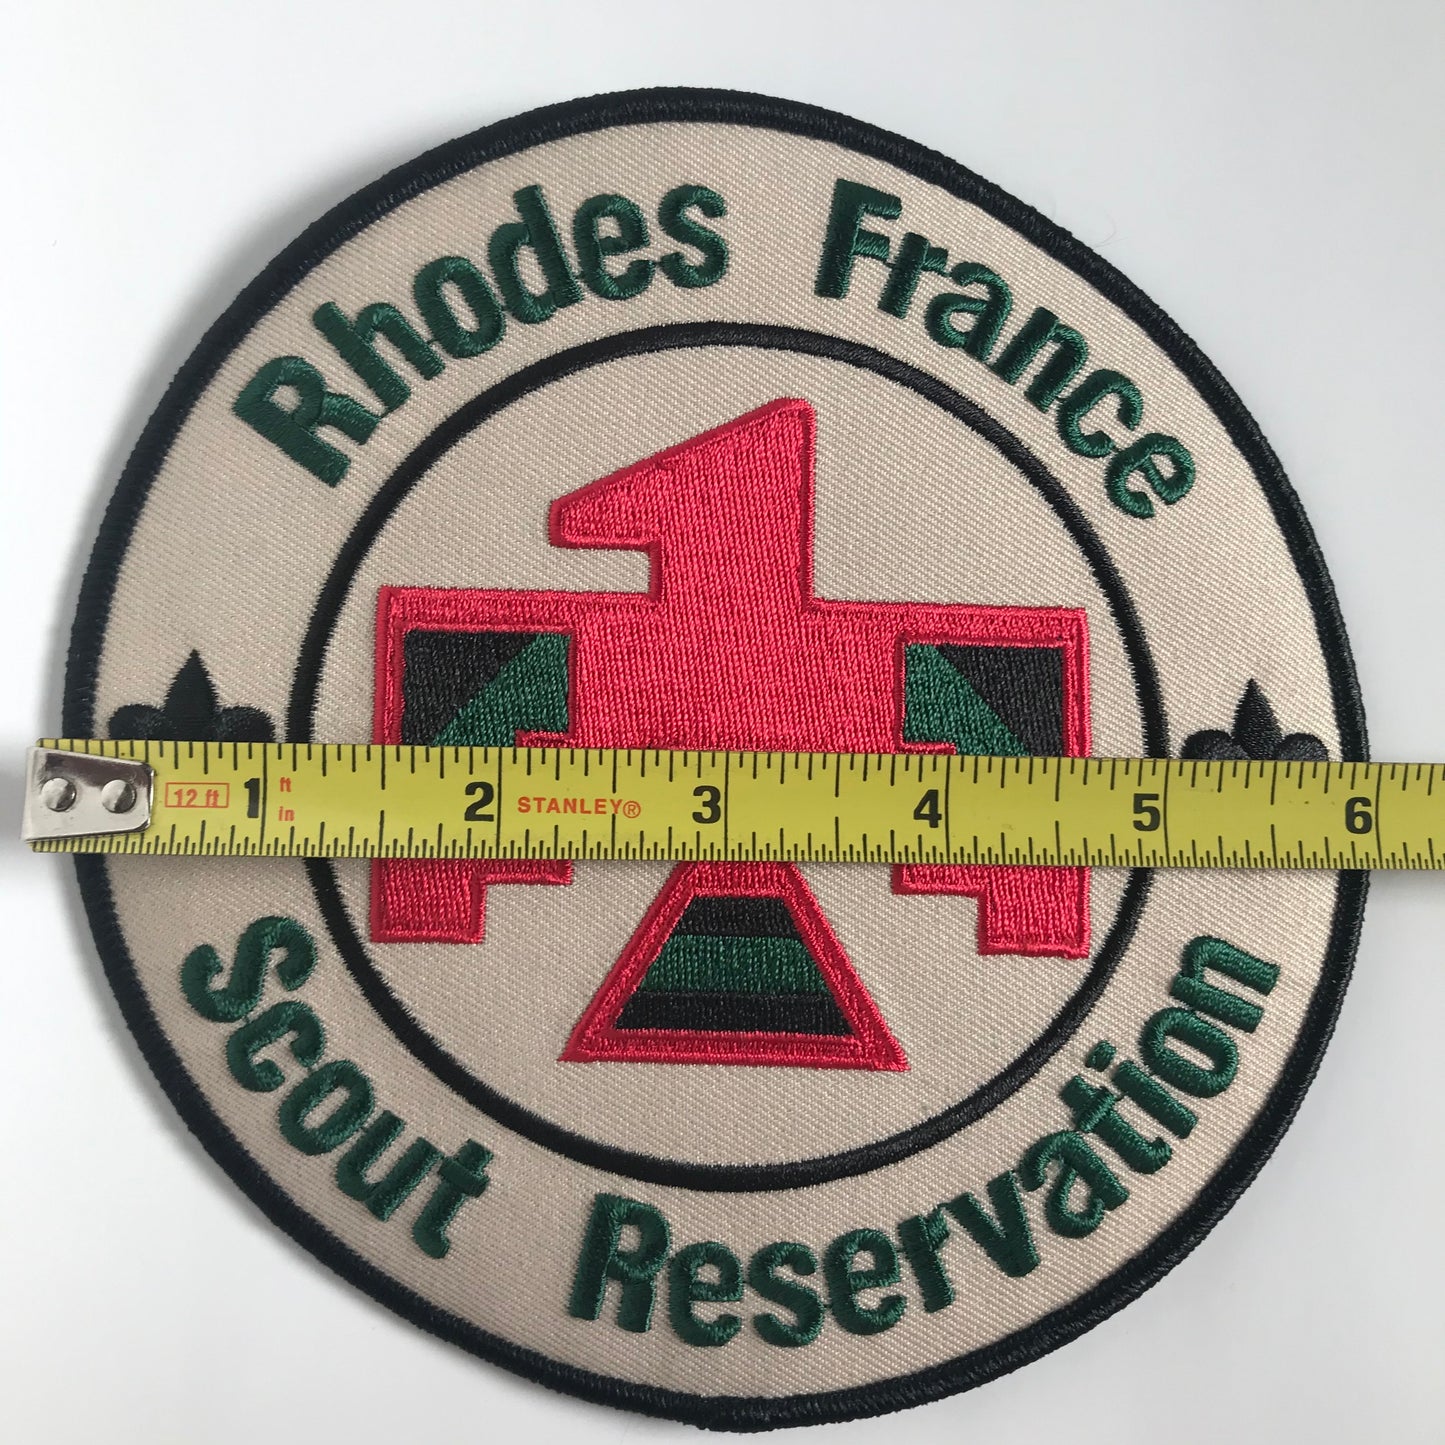 Rhodes France
12 ft 1 ft in 2 STANLEY® 3 4 5 6
Scout Reservation